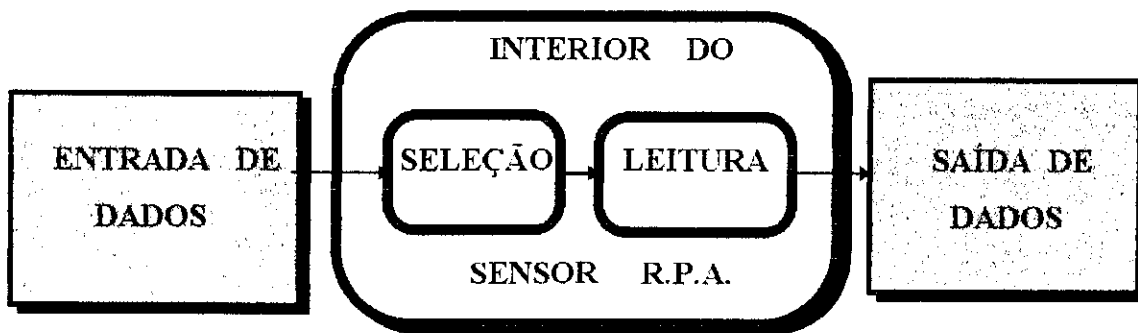 INTERIOR DO
ENTRADA DE
DADOS
SELEÇÃO
LEITURA
SAÍDA DE
DADOS
SENSOR R.P.A.